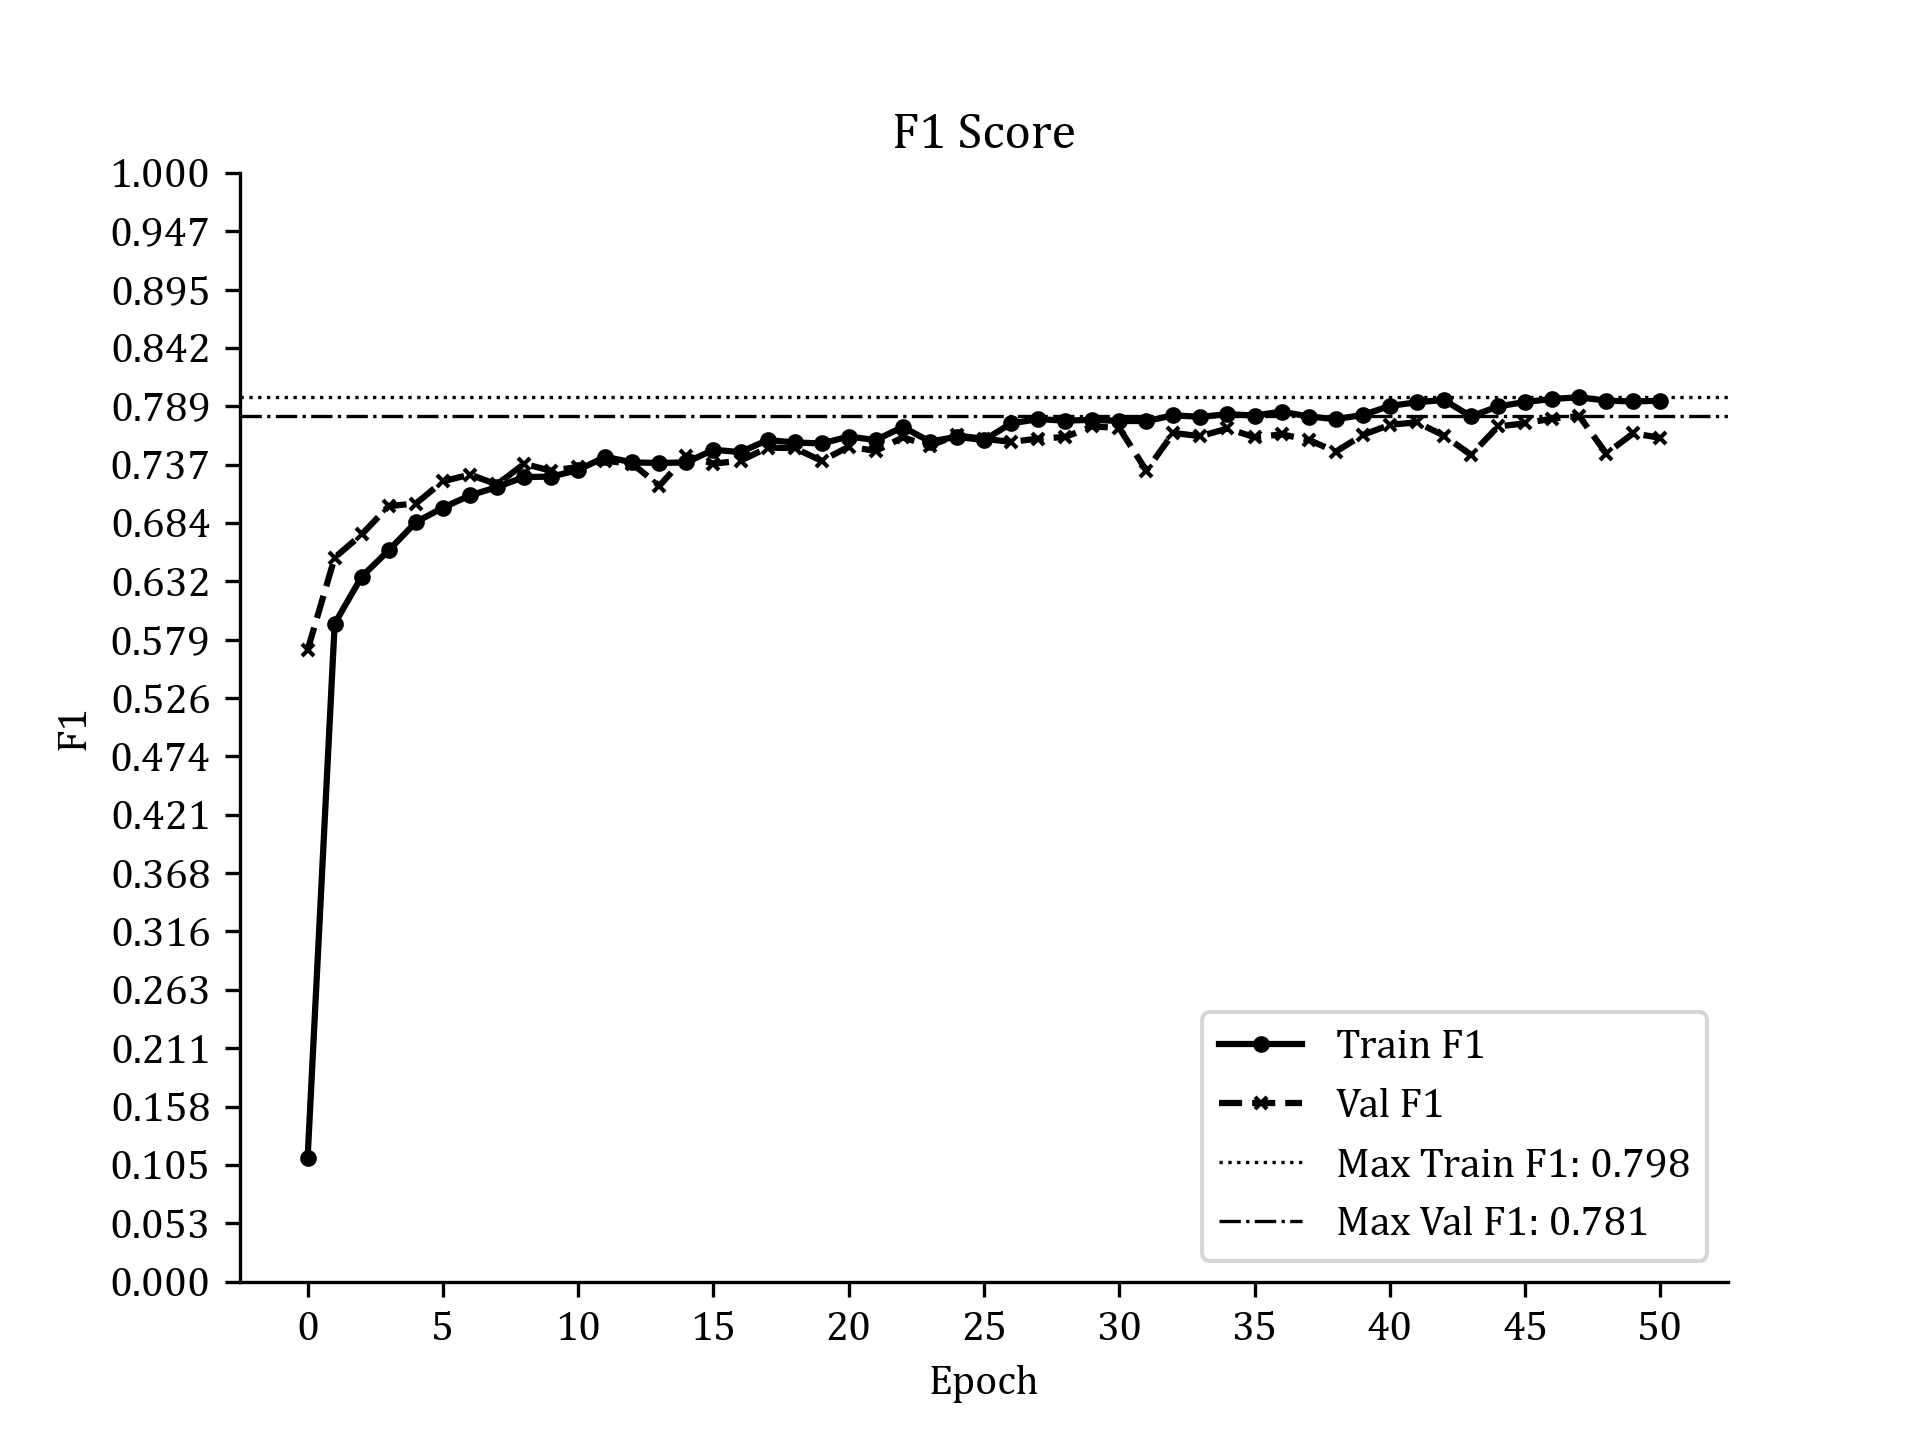 F1 Score
1.000
0.947
0.895
0.842
0.789
0.737
0.684
0.632
0.579
0.526
0.474
0.421
0.368
0.316
0.263
0.211
0.158
0.105
0.053
0.000
F1
0 5 10 15 20 25 30 35 40 45 50
Epoch
Train F1
Val F1
Max Train F1: 0.798
Max Val F1: 0.781